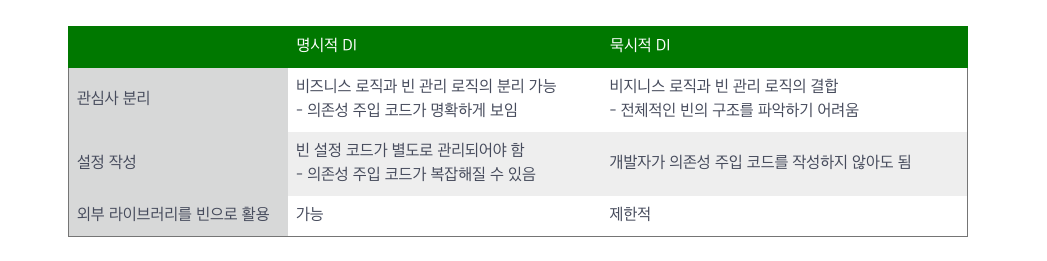 명시적 DI
묵시적 DI
관심사 분리
비즈니스 로직과 빈 관리 로직의 분리 가능
- 의존성 주입 코드가 명확하게 보임
비지니스 로직과 빈 관리 로직의 결합
- 전체적인 빈의 구조를 파악하기 어려움
설정 작성
빈 설정 코드가 별도로 관리되어야 함
- 의존성 주입 코드가 복잡해질 수 있음
개발자가 의존성 주입 코드를 작성하지 않아도 됨
외부 라이브러리를 빈으로 활용
가능
제한적